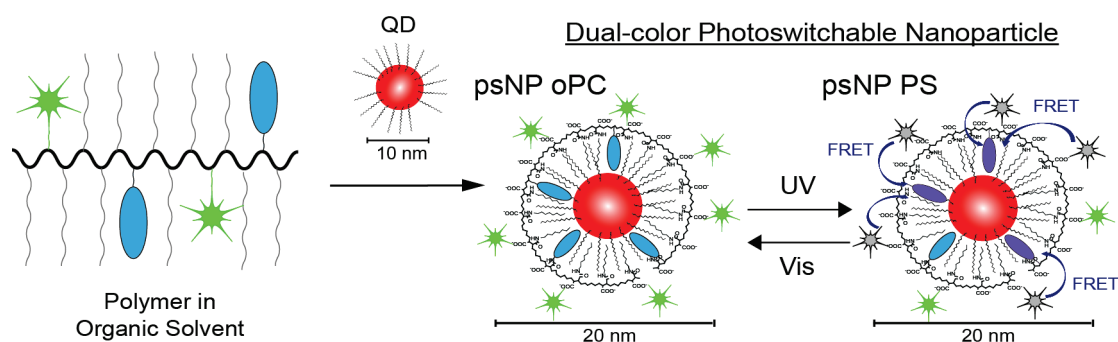 QD
10 nm
Dual-color Photoswitchable Nanoparticle
psNP oPC
psNP PS
FRET
FRET
FRET
UV
Vis
Polymer in
Organic Solvent
20 nm
20 nm